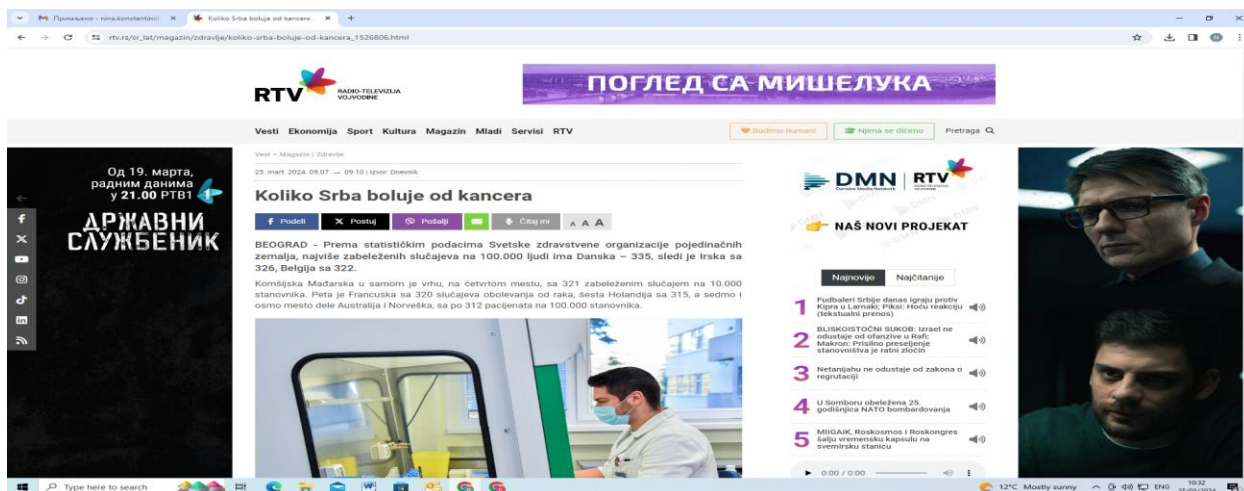 Koliko Srba boluje od kancera
rtv.rs/sr_lat/magazin/zdravlje/koliko-srba-boluje-od-kancera_1526806.html
RTV
RADIO-TELEVIZIJA
VOJVODINE
ПОГЛЕД СА МИШЕЛУКА
Vesti Ekonomija Sport Kultura Magazin Mladi Servisi RTV
Budimo humani
Njima se dičimo
Pretraga
Од 19. марта,
радним данима
у 21.00 РТВ1
ДРЖАВНИ
СЛУЖБЕНИК
Vest > Magazin | Zdravlje
25. mart 2024. 09.07 → 09.10 | Izvor: Dnevnik
Koliko Srba boluje od kancera
Podeli
Postuj
Pošalji
Čitaj mi
A A A
BEOGRAD - Prema statističkim podacima Svetske zdravstvene organizacije pojedinačnih
zemalja, najviše zabeleženih slučajeva na 100.000 ljudi ima Danska – 335, sledi je Irska sa
326, Belgija sa 322.
Komšijska Mađarska u samom je vrhu, na četvrtom mestu, sa 321 zabeleženim slučajem na 10.000
stanovnika. Peta je Francuska sa 320 slučajeva obolevanja od raka, šesta Holandija sa 315, a sedmo i
osmo mesto dele Australija i Norveška, sa po 312 pacijenata na 100.000 stanovnika.
DMN
Danube Media Network
RTV
NAŠ NOVI PROJEKAT
Najnovije
Najčitanije
1
Fudbaleri Srbije danas igraju protiv
Kipra u Larnaki; Piksi: Hoću reakciju
(tekstualni prenos)
2
BLISKOISTOČNI SUKOB: Izrael ne
odustaje od ofanzive u Rafi;
Makron: Prisilno preseljenje
stanovništva je ratni zločin
3
Netanijahu ne odustaje od zakona o
regrutaciji
4
U Somboru obeležena 25.
godišnjica NATO bombardovanja
5
MIIGAiK, Roskosmos i Roskongres
šalju vremensku kapsulu na
svemirsku stanicu
0:00 / 0:00
Type here to search
12°C Mostly sunny
ENG
10:32
25/03/2024